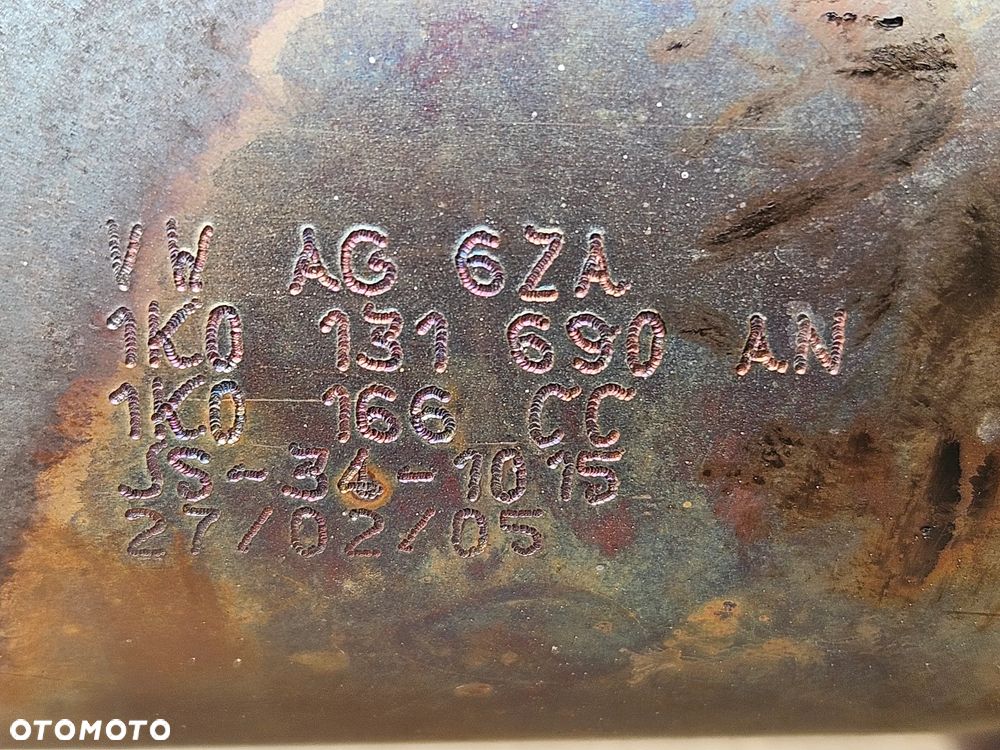 VW AG 6ZA
1K0 131 690 AN
1K0 166 CC
JS-34-1015
27/02/05
OTOMOTO